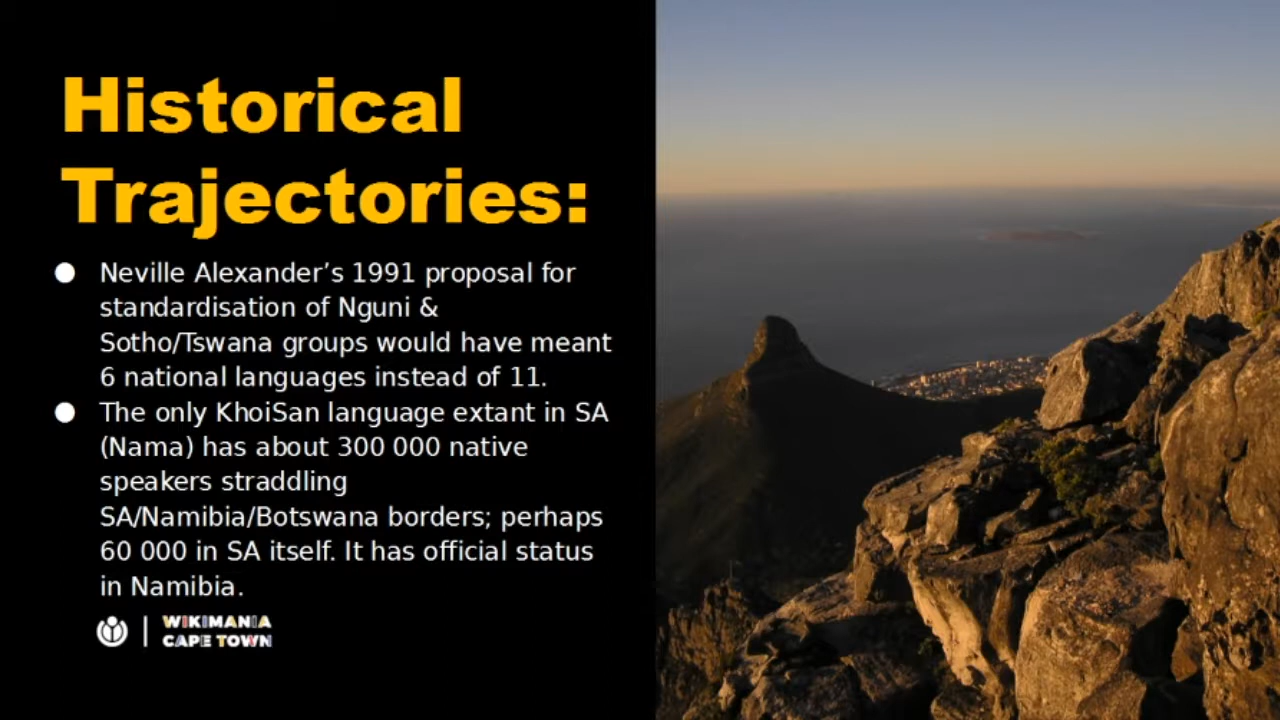 Historical
Trajectories:
● Neville Alexander’s 1991 proposal for
standardisation of Nguni &
Sotho/Tswana groups would have meant
6 national languages instead of 11.
● The only KhoiSan language extant in SA
(Nama) has about 300 000 native
speakers straddling
SA/Namibia/Botswana borders; perhaps
60 000 in SA itself. It has official status
in Namibia.
WIKIMANIA
CAPE TOWN